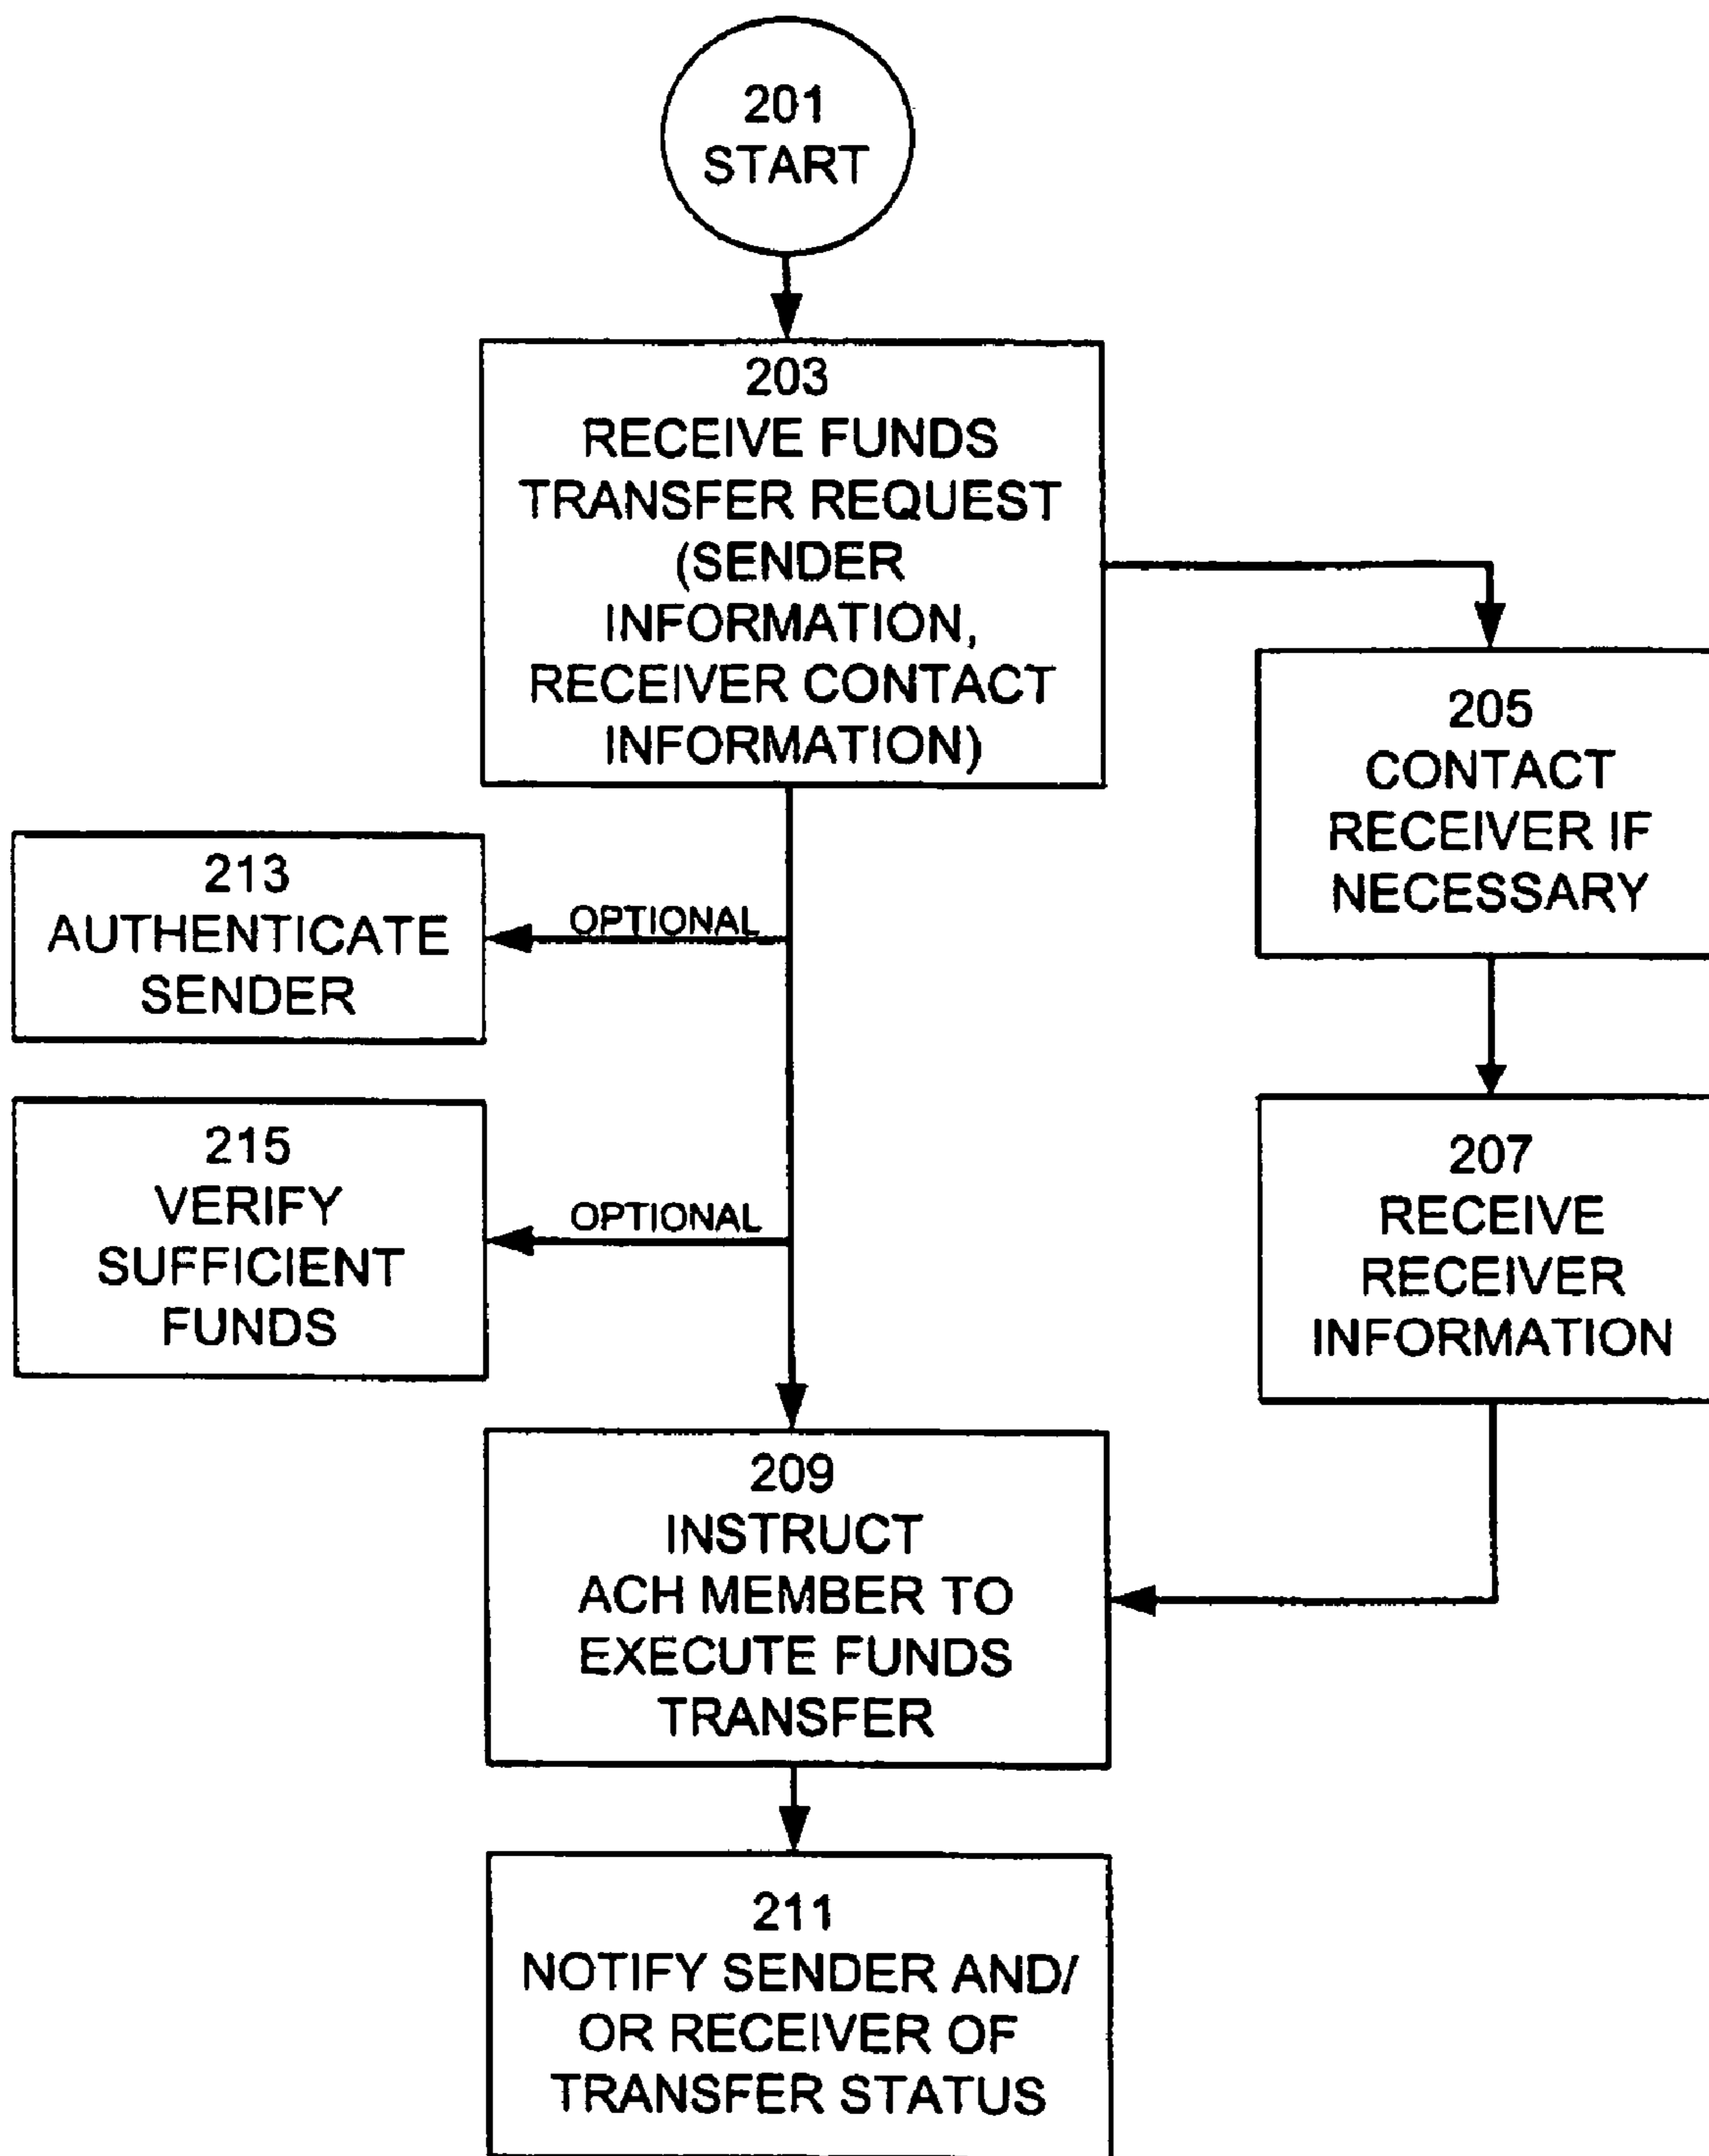 201
START
203
RECEIVE FUNDS
TRANSFER REQUEST
(SENDER
INFORMATION,
RECEIVER CONTACT
INFORMATION)
205
CONTACT
RECEIVER IF
NECESSARY
213
AUTHENTICATE
SENDER
OPTIONAL
215
VERIFY
SUFFICIENT
FUNDS
OPTIONAL
207
RECEIVE
RECEIVER
INFORMATION
209
INSTRUCT
ACH MEMBER TO
EXECUTE FUNDS
TRANSFER
211
NOTIFY SENDER AND/
OR RECEIVER OF
TRANSFER STATUS